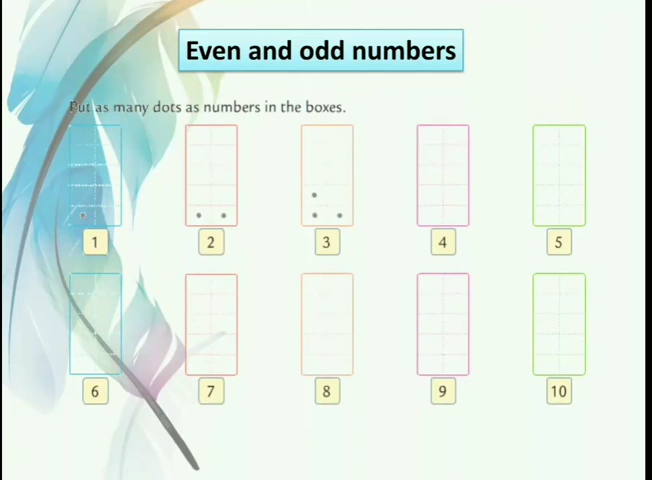 Even and odd numbers
Put as many dots as numbers in the boxes.
1 2 3 4 5
6 7 8 9 10